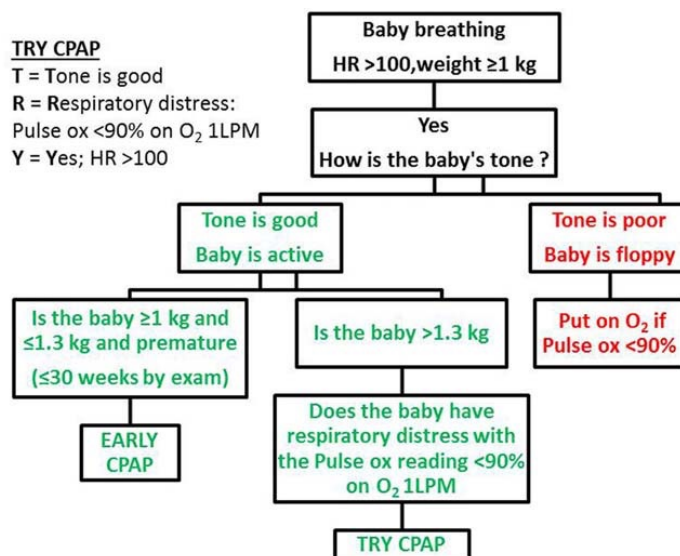 TRY CPAP
T = Tone is good
R = Respiratory distress:
Pulse ox <90% on O₂ 1LPM
Y = Yes; HR >100
Baby breathing
HR >100,weight ≥1 kg
Yes
How is the baby's tone ?
Tone is good
Baby is active
Tone is poor
Baby is floppy
Is the baby ≥1 kg and
≤1.3 kg and premature
(≤30 weeks by exam)
Is the baby >1.3 kg
Put on O₂ if
Pulse ox <90%
EARLY
CPAP
Does the baby have
respiratory distress with
the Pulse ox reading <90%
on O₂ 1LPM
TRY CPAP